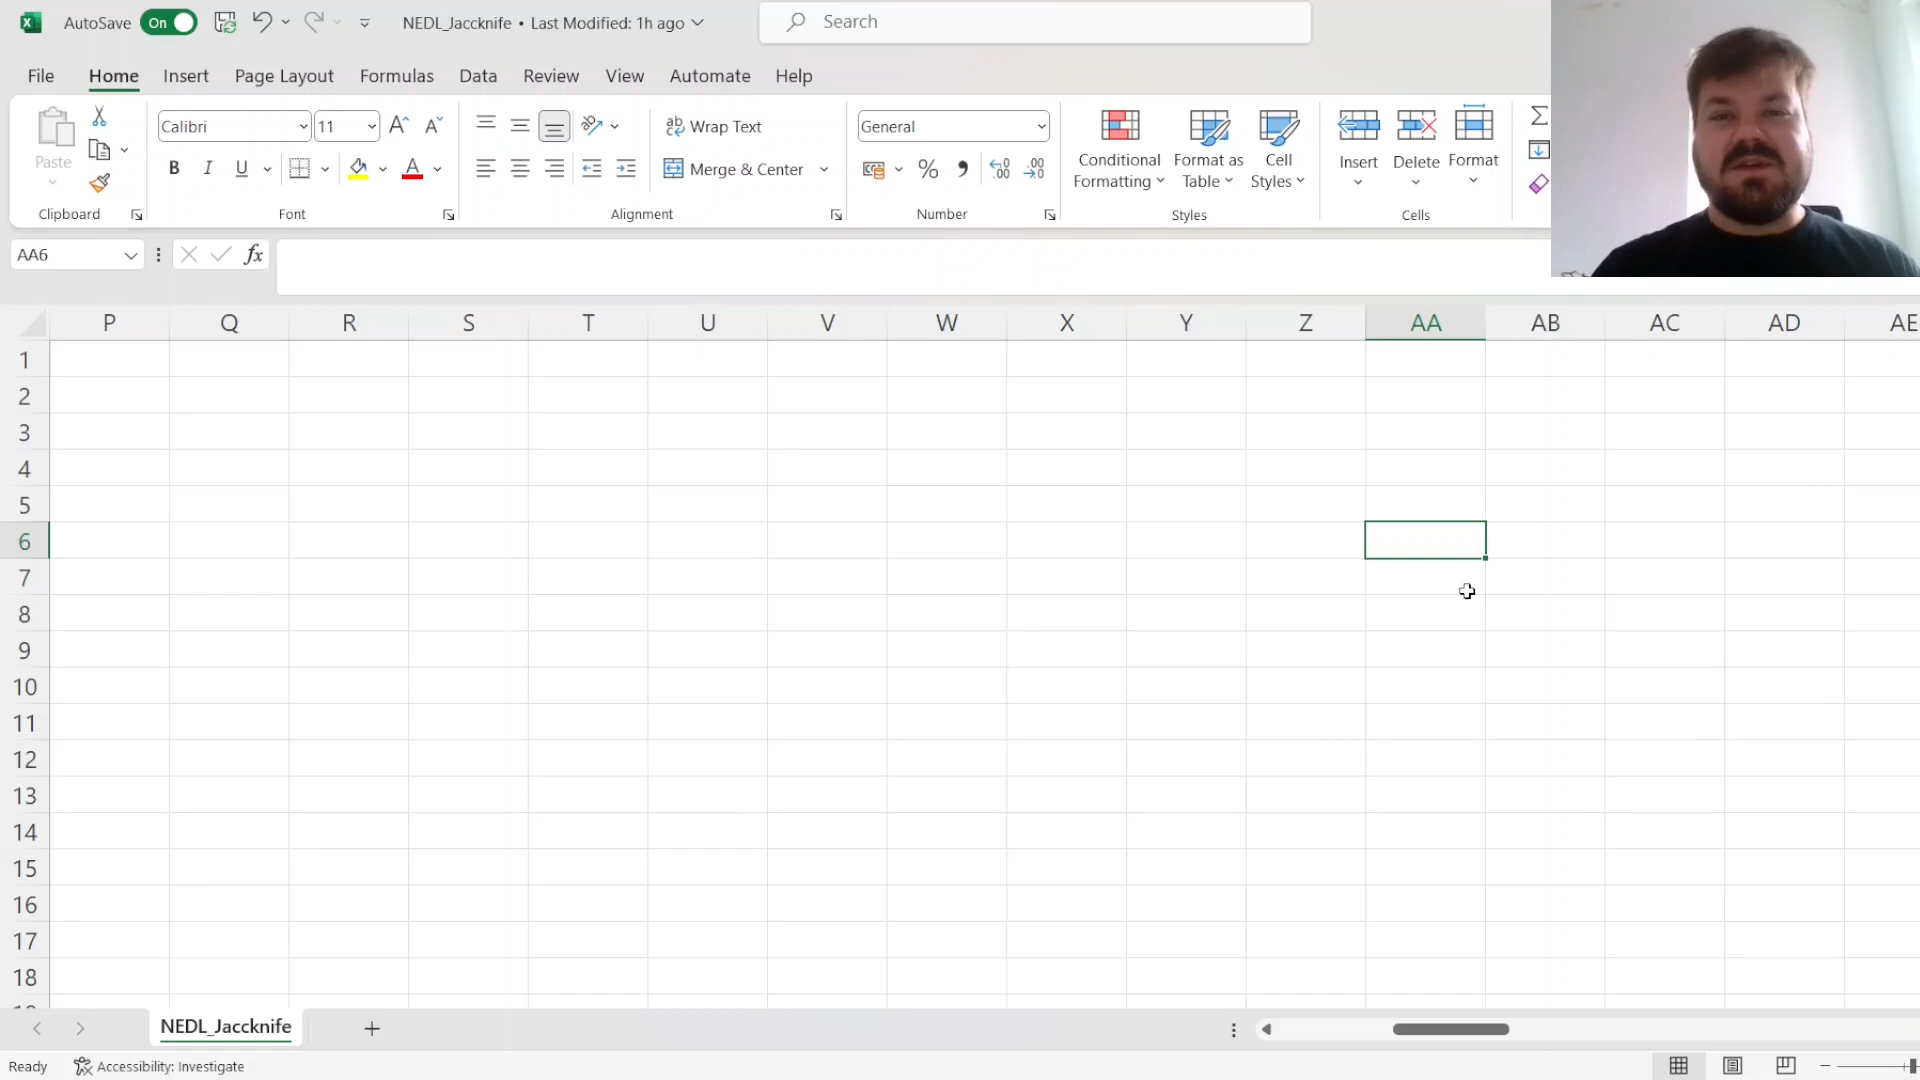 AutoSave On NEDL_Jaccknife • Last Modified: 1h ago Search
File Home Insert Page Layout Formulas Data Review View Automate Help
Paste
Calibri 11
B I U
Wrap Text
Merge & Center
General
Conditional Formatting
Format as Table
Cell Styles
Insert Delete Format
Clipboard Font Alignment Number Styles Cells
AA6 fx
P Q R S T U V W X Y Z AA AB AC AD AE
1
2
3
4
5
6
7
8
9
10
11
12
13
14
15
16
17
18
NEDL_Jaccknife
Ready Accessibility: Investigate